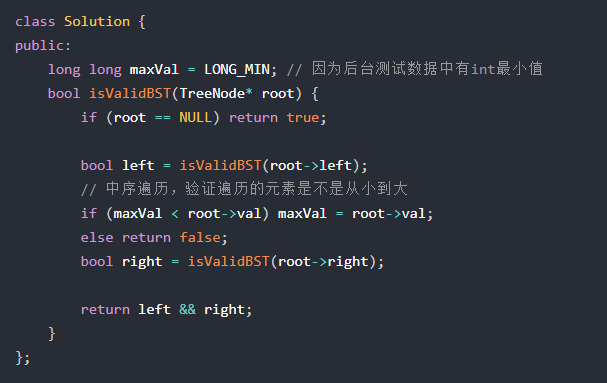 class Solution {
public:
    long long maxVal = LONG_MIN; // 因为后台测试数据中有int最小值
    bool isValidBST(TreeNode* root) {
        if (root == NULL) return true;

        bool left = isValidBST(root->left);
        // 中序遍历，验证遍历的元素是不是从小到大
        if (maxVal < root->val) maxVal = root->val;
        else return false;
        bool right = isValidBST(root->right);

        return left && right;
    }
};